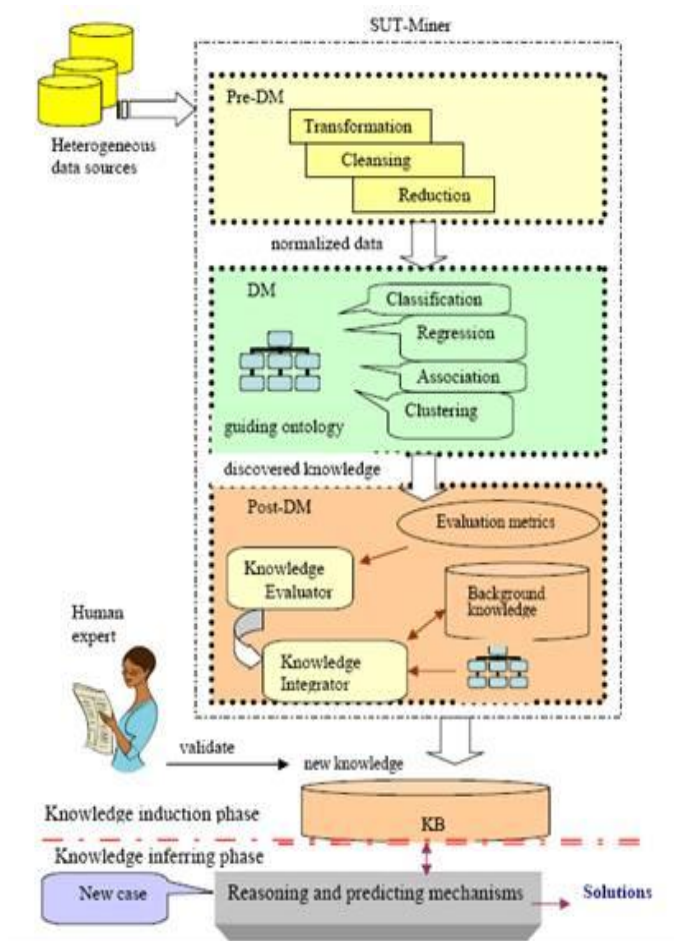 SUT-Miner
Pre-DM
Transformation
Cleansing
Reduction
Heterogeneous
data sources
normalized data
DM
Classification
Regression
Association
Clustering
guiding ontology
discovered knowledge
Post-DM
Evaluation metrics
Knowledge
Evaluator
Background
knowledge
Human
expert
Knowledge
Integrator
validate
new knowledge
Knowledge induction phase
KB
Knowledge inferring phase
New case
Reasoning and predicting mechanisms
Solutions